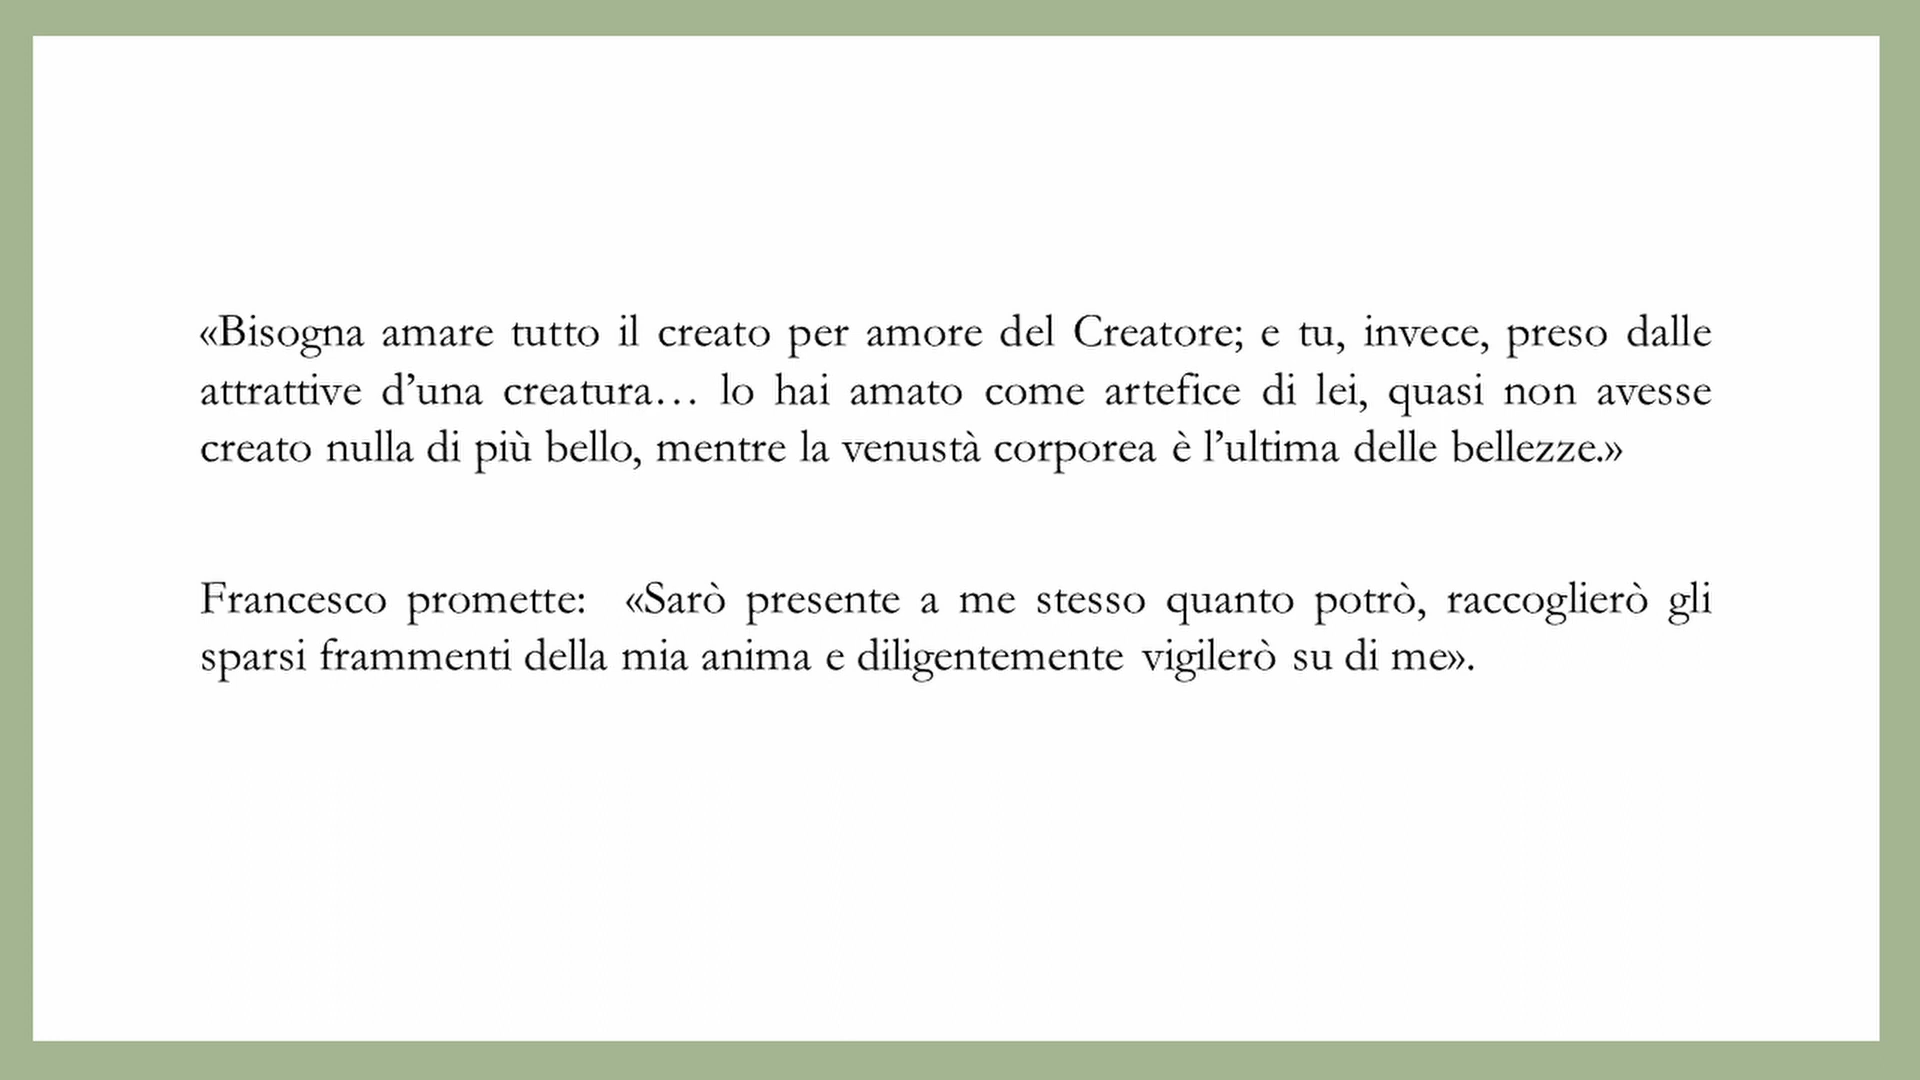 «Bisogna amare tutto il creato per amore del Creatore; e tu, invece, preso dalle
attrattive d’una creatura… lo hai amato come artefice di lei, quasi non avesse
creato nulla di più bello, mentre la venustà corporea è l’ultima delle bellezze.»
Francesco promette: «Sarò presente a me stesso quanto potrò, raccoglierò gli
sparsi frammenti della mia anima e diligentemente vigilerò su di me».